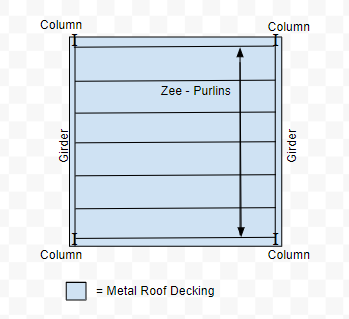 Column
Column
Zee - Purlins
Girder
Girder
Column
Column
= Metal Roof Decking